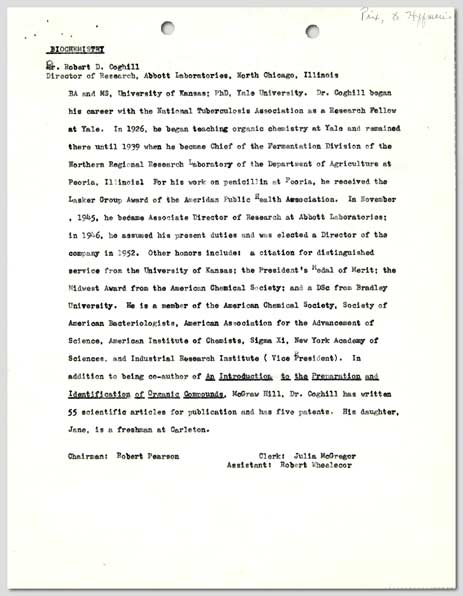 Pix, & Hffmeis
BIOCHEMISTRY
Dr. Robert D. Coghill
Director of Research, Abbott Laboratories, North Chicago, Illinois
BA and MS, University of Kansas; PhD, Yale University. Dr. Coghill began
his career with the National Tuberculosis Association as a Research Fellow
at Yale. In 1926, he began teaching organic chemistry at Yale and remained
there until 1939 when he became Chief of the Fermentation Division of the
Northern Regional Research Laboratory of the Department of Agriculture at
Peoria, Illinois! For his work on penicillin at Peoria, he received the
Lasker Group Award of the Ameridan Public Health Association. In November
, 1945, he became Associate Director of Research at Abbott Laboratories;
in 1946, he assumed his present duties and was elected a Director of the
company in 1952. Other honors include: a citation for distinguished
service from the University of Kansas; the President's Medal of Merit; the
Midwest Award from the American Chemical Society; and a DSc from Bradley
University. He is a member of the American Chemical Society, Society of
American Bacteriologists, American Association for the Advancement of
Science, American Institute of Chemists, Sigma Xi, New York Academy of
Sciences, and Industrial Research Institute ( Vice President). In
addition to being co-author of An Introduction to the Preparation and
Identification of Organic Compounds, McGraw Hill, Dr. Coghill has written
55 scientific articles for publication and has five patents. His daughter,
Jane, is a freshman at Carleton.
Chairman: Robert Pearson Clerk: Julia McGregor
Assistant: Robert Wheelecor